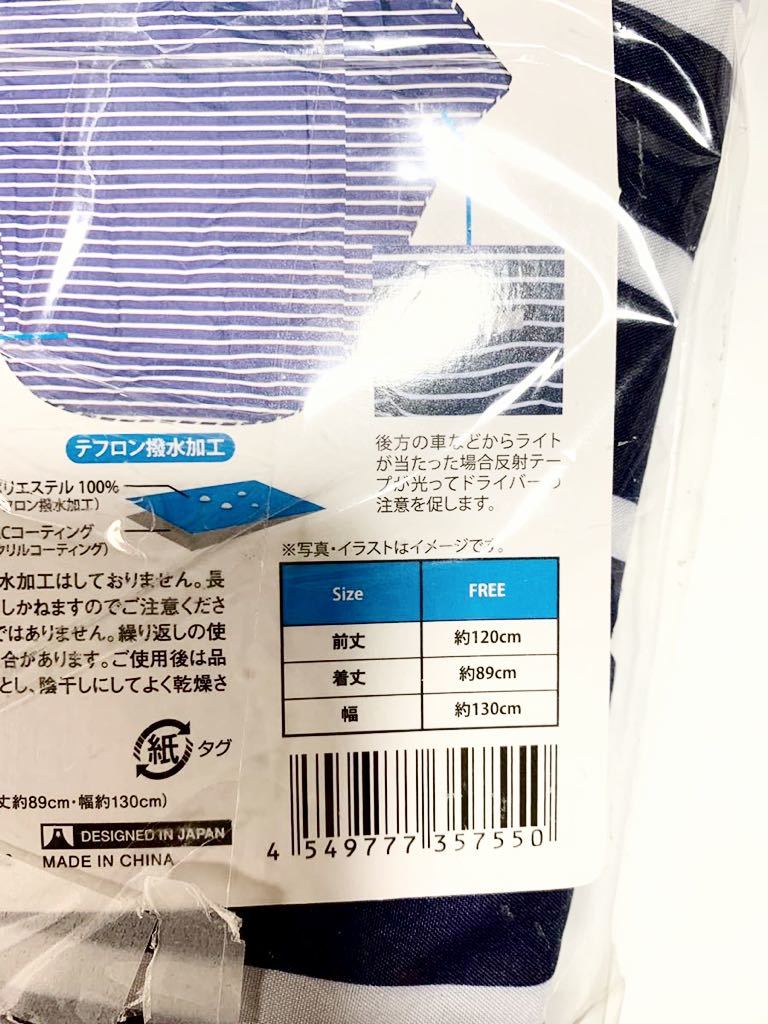 テフロン撥水加工
リエステル 100%
フロン撥水加工)
Cコーティング
クリルコーティング)
後方の車などからライト
が当たった場合反射テー
プが光ってドライバーの
注意を促します。
※写真・イラストはイメージです。
水加工はしておりません。長
しかねますのでご注意くださ
ではありません。繰り返しの使
合があります。ご使用後は品
とし、陰干しにしてよく乾燥さ
Size FREE
前丈 約120cm
着丈 約89cm
幅 約130cm
紙 タグ
丈約89cm・幅約130cm)
DESIGNED IN JAPAN
MADE IN CHINA
4 549777 357550